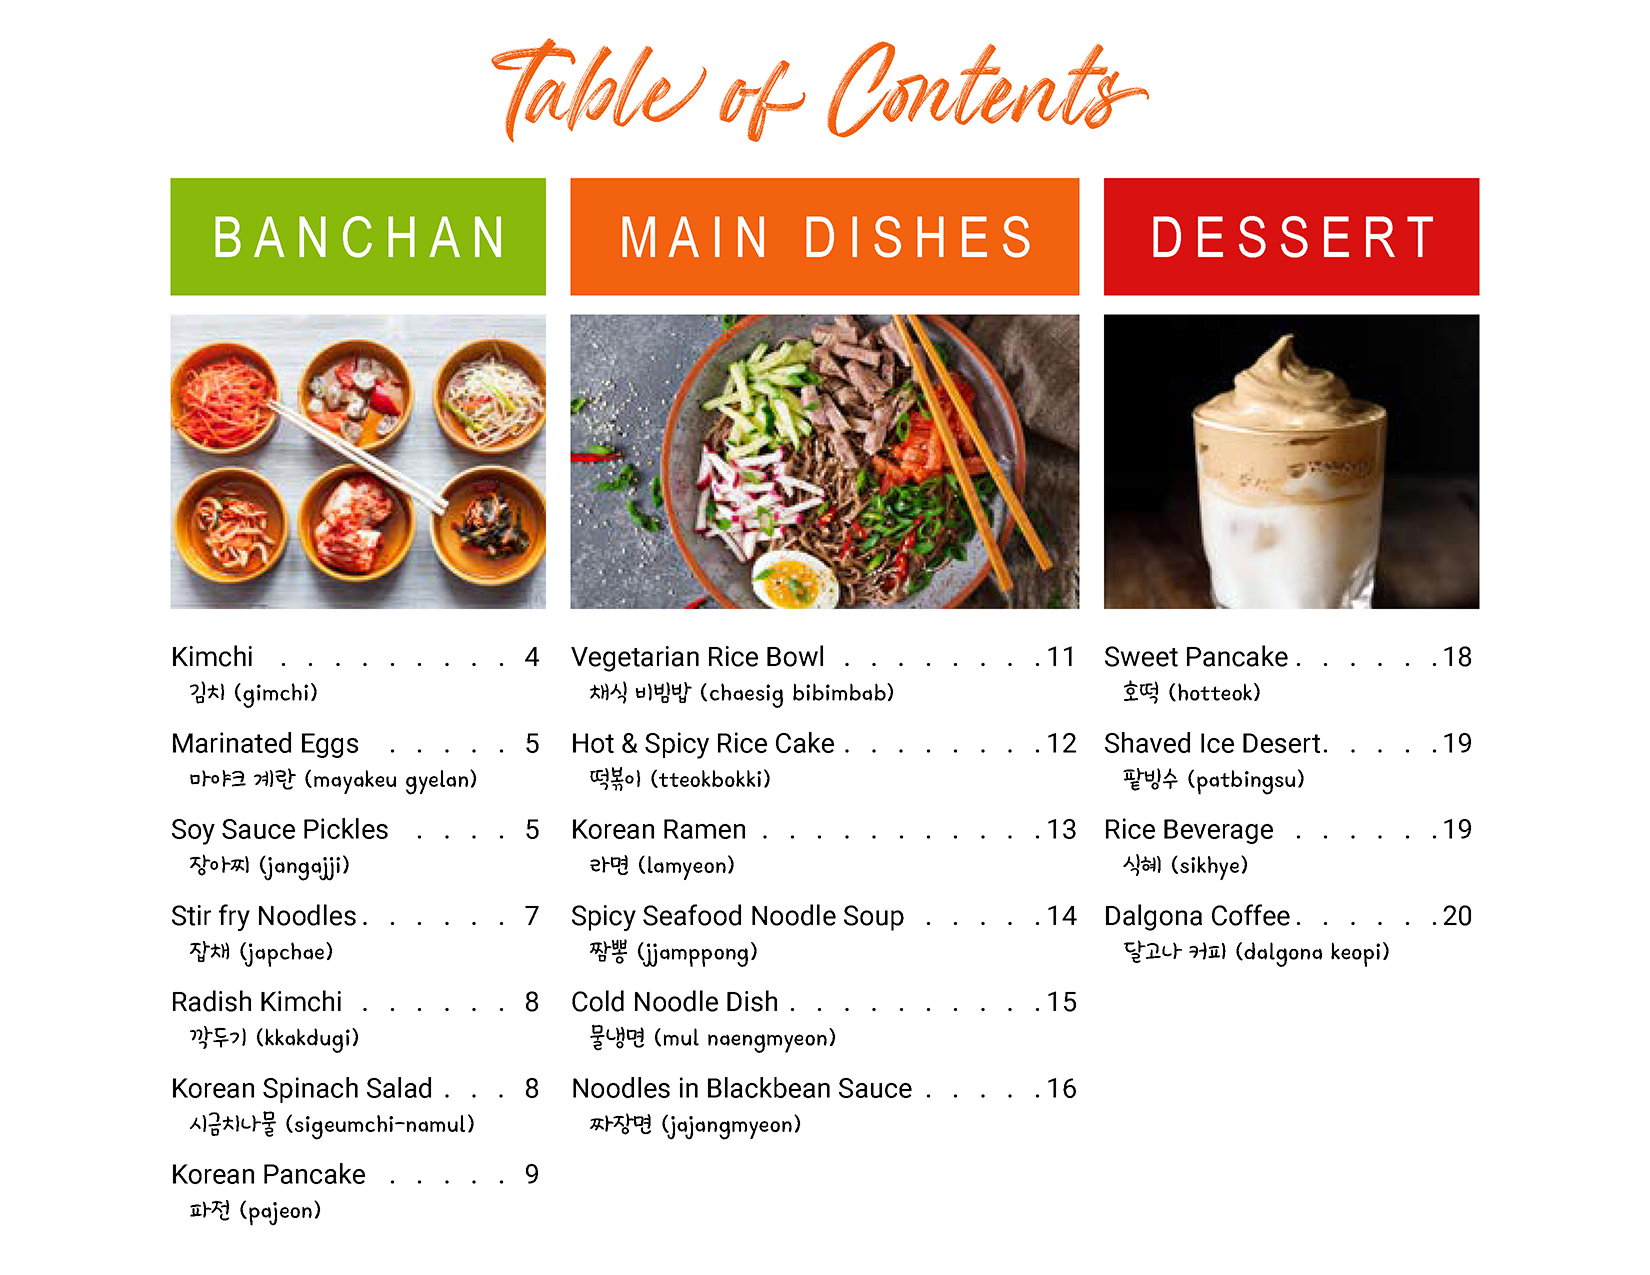 Table of Contents
BANCHAN
Kimchi . . . . . . . . . 4
김치 (gimchi)
Marinated Eggs . . . . . 5
마야크 계란 (mayakeu gyelan)
Soy Sauce Pickles . . . . 5
장아찌 (jangajji)
Stir fry Noodles . . . . . . 7
잡채 (japchae)
Radish Kimchi . . . . . . 8
깍두기 (kkakdugi)
Korean Spinach Salad . . . 8
시금치나물 (sigeumchi-namul)
Korean Pancake . . . . . 9
파전 (pajeon)
MAIN DISHES
Vegetarian Rice Bowl . . . . . . . . 11
채식 비빔밥 (chaesig bibimbab)
Hot & Spicy Rice Cake . . . . . . . . 12
떡볶이 (tteokbokki)
Korean Ramen . . . . . . . . . . . 13
라면 (lamyeon)
Spicy Seafood Noodle Soup . . . . . 14
짬뽕 (jjamppong)
Cold Noodle Dish . . . . . . . . . . 15
물냉면 (mul naengmyeon)
Noodles in Blackbean Sauce . . . . . 16
짜장면 (jajangmyeon)
DESSERT
Sweet Pancake . . . . . . 18
호떡 (hotteok)
Shaved Ice Desert. . . . . 19
팥빙수 (patbingsu)
Rice Beverage . . . . . . 19
식혜 (sikhye)
Dalgona Coffee . . . . . . 20
달고나 커피 (dalgona keopi)